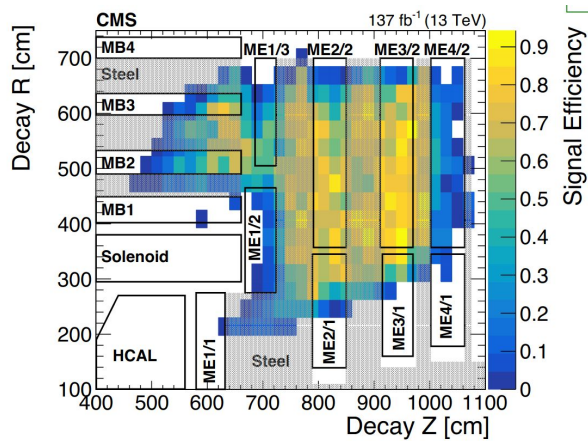 CMS 137 fb⁻¹ (13 TeV)
Decay R [cm]
700
600
500
400
300
200
100
MB4
Steel
MB3
MB2
MB1
Solenoid
HCAL
ME1/1
ME1/2
ME1/3 ME2/2 ME3/2 ME4/2
Steel
ME2/1
ME3/1
ME4/1
400 500 600 700 800 900 1000 1100
Decay Z [cm]
0.9
0.8
0.7
0.6
0.5
0.4
0.3
0.2
0.1
0
Signal Efficiency